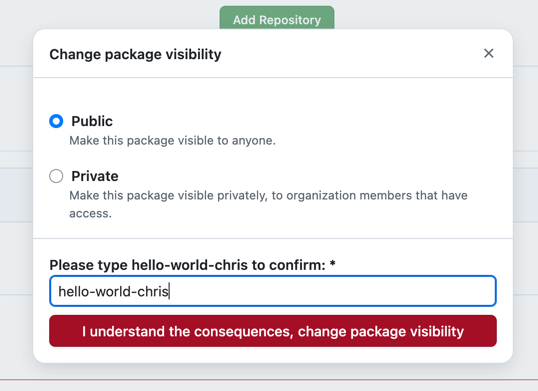 Add Repository
Change package visibility
Public
Make this package visible to anyone.
Private
Make this package visible privately, to organization members that have
access.
Please type hello-world-chris to confirm: *
hello-world-chris
I understand the consequences, change package visibility